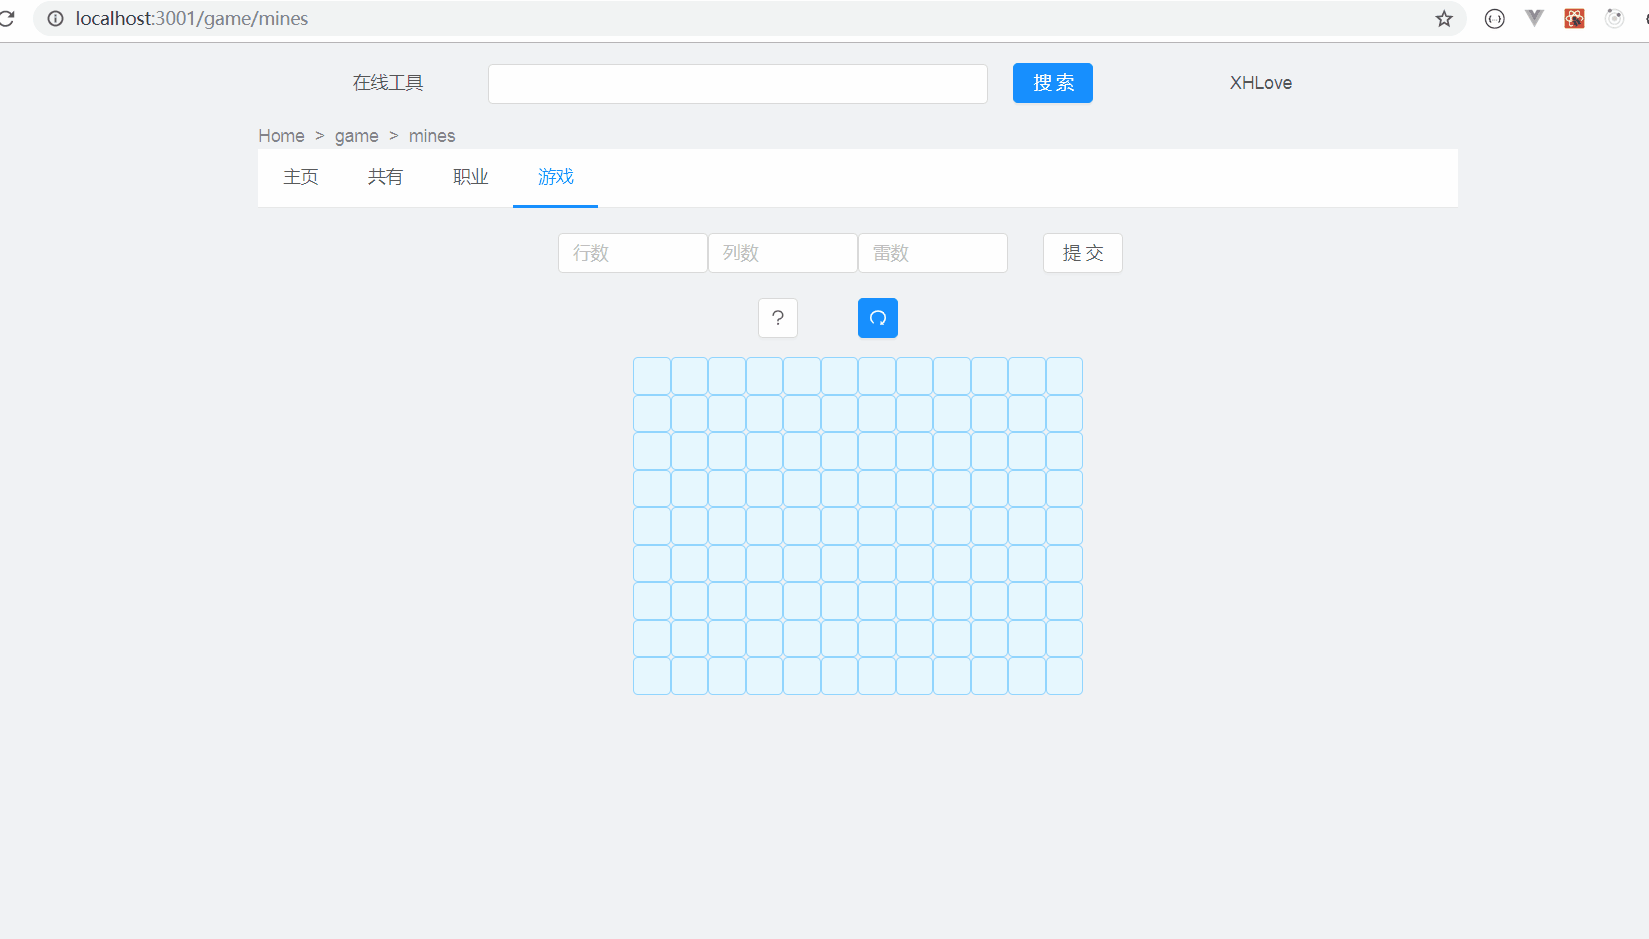 localhost:3001/game/mines
在线工具 搜索 XHLove
Home > game > mines
主页 共有 职业 游戏
行数 列数 雷数 提交
?